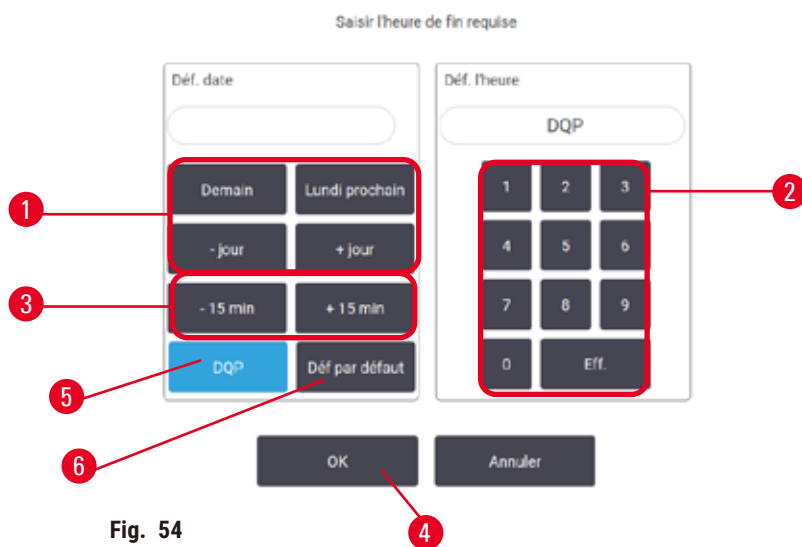 Saisir l'heure de fin requise
Déf. date
Déf. l'heure
DQP
Demain
Lundi prochain
1
2
3
1
2
- jour
+ jour
4
5
6
3
- 15 min
+ 15 min
7
8
9
DQP
Déf par défaut
0
Eff.
5
6
OK
Annuler
4
Fig. 54